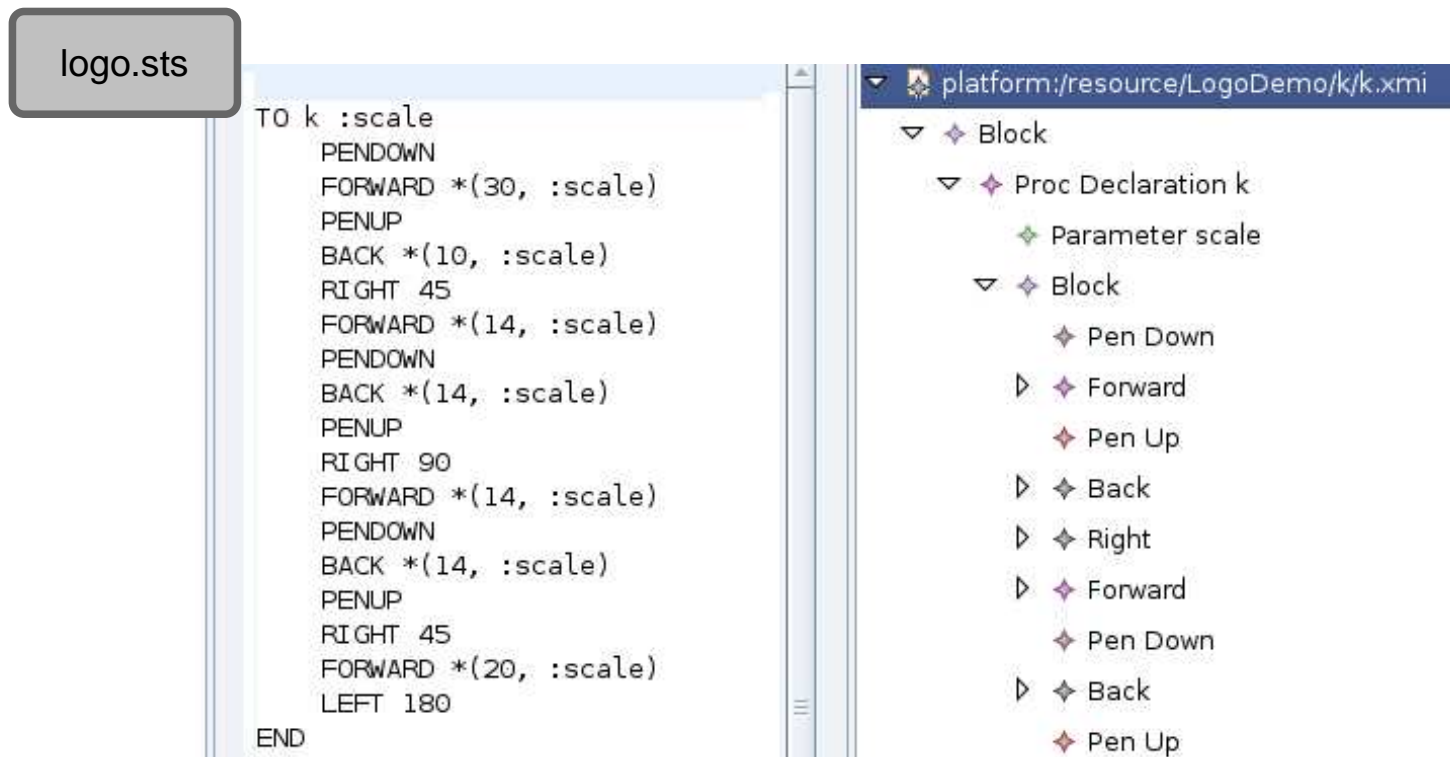 logo.sts
TO k :scale
PENDOWN
FORWARD *(30, :scale)
PENUP
BACK *(10, :scale)
RIGHT 45
FORWARD *(14, :scale)
PENDOWN
BACK *(14, :scale)
PENUP
RIGHT 90
FORWARD *(14, :scale)
PENDOWN
BACK *(14, :scale)
PENUP
RIGHT 45
FORWARD *(20, :scale)
LEFT 180
END
platform:/resource/LogoDemo/k/k.xmi
Block
Proc Declaration k
Parameter scale
Block
Pen Down
Forward
Pen Up
Back
Right
Forward
Pen Down
Back
Pen Up